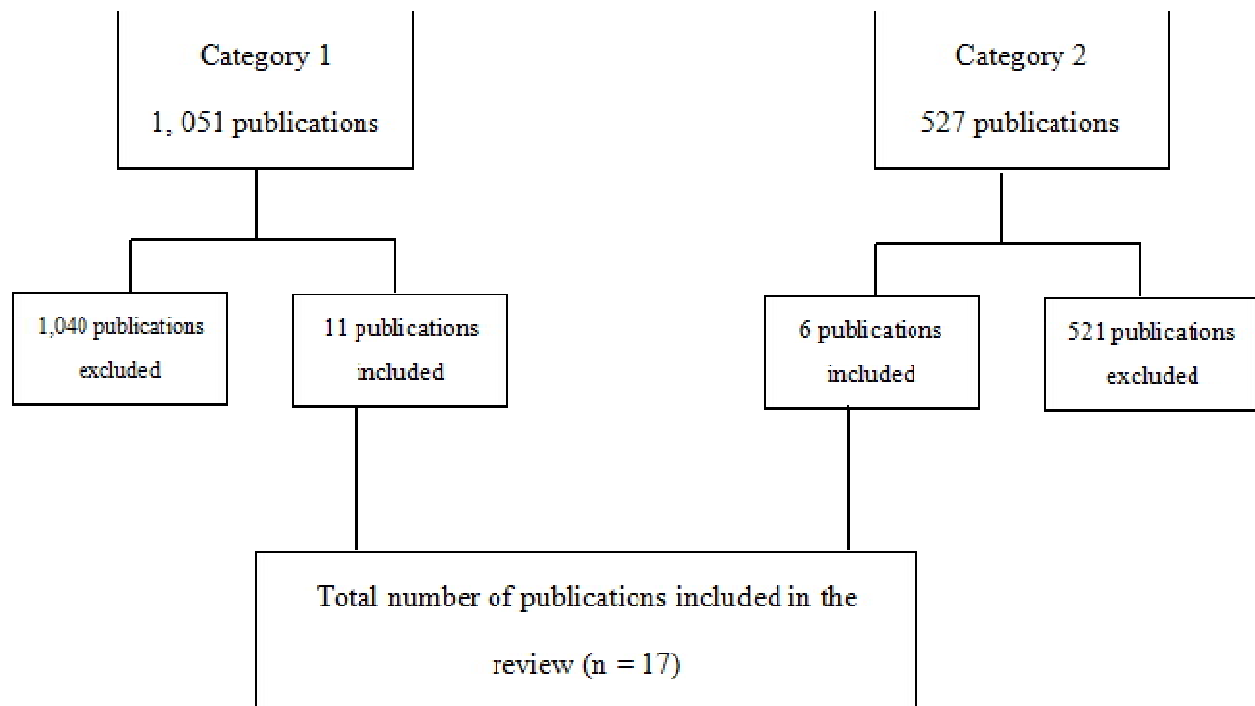 Category 1
1, 051 publications
Category 2
527 publications
1,040 publications
excluded
11 publications
included
6 publications
included
521 publications
excluded
Total number of publications included in the
review (n = 17)